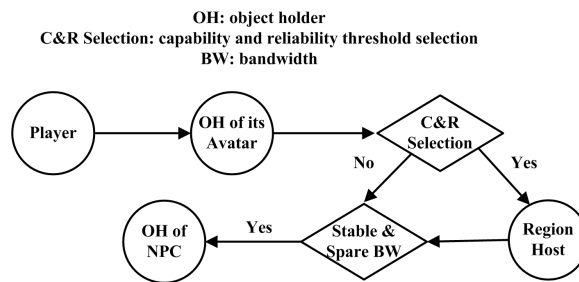 OH: object holder
C&R Selection: capability and reliability threshold selection
BW: bandwidth
Player
OH of its
Avatar
C&R
Selection
No
Yes
OH of
NPC
Yes
Stable &
Spare BW
Region
Host